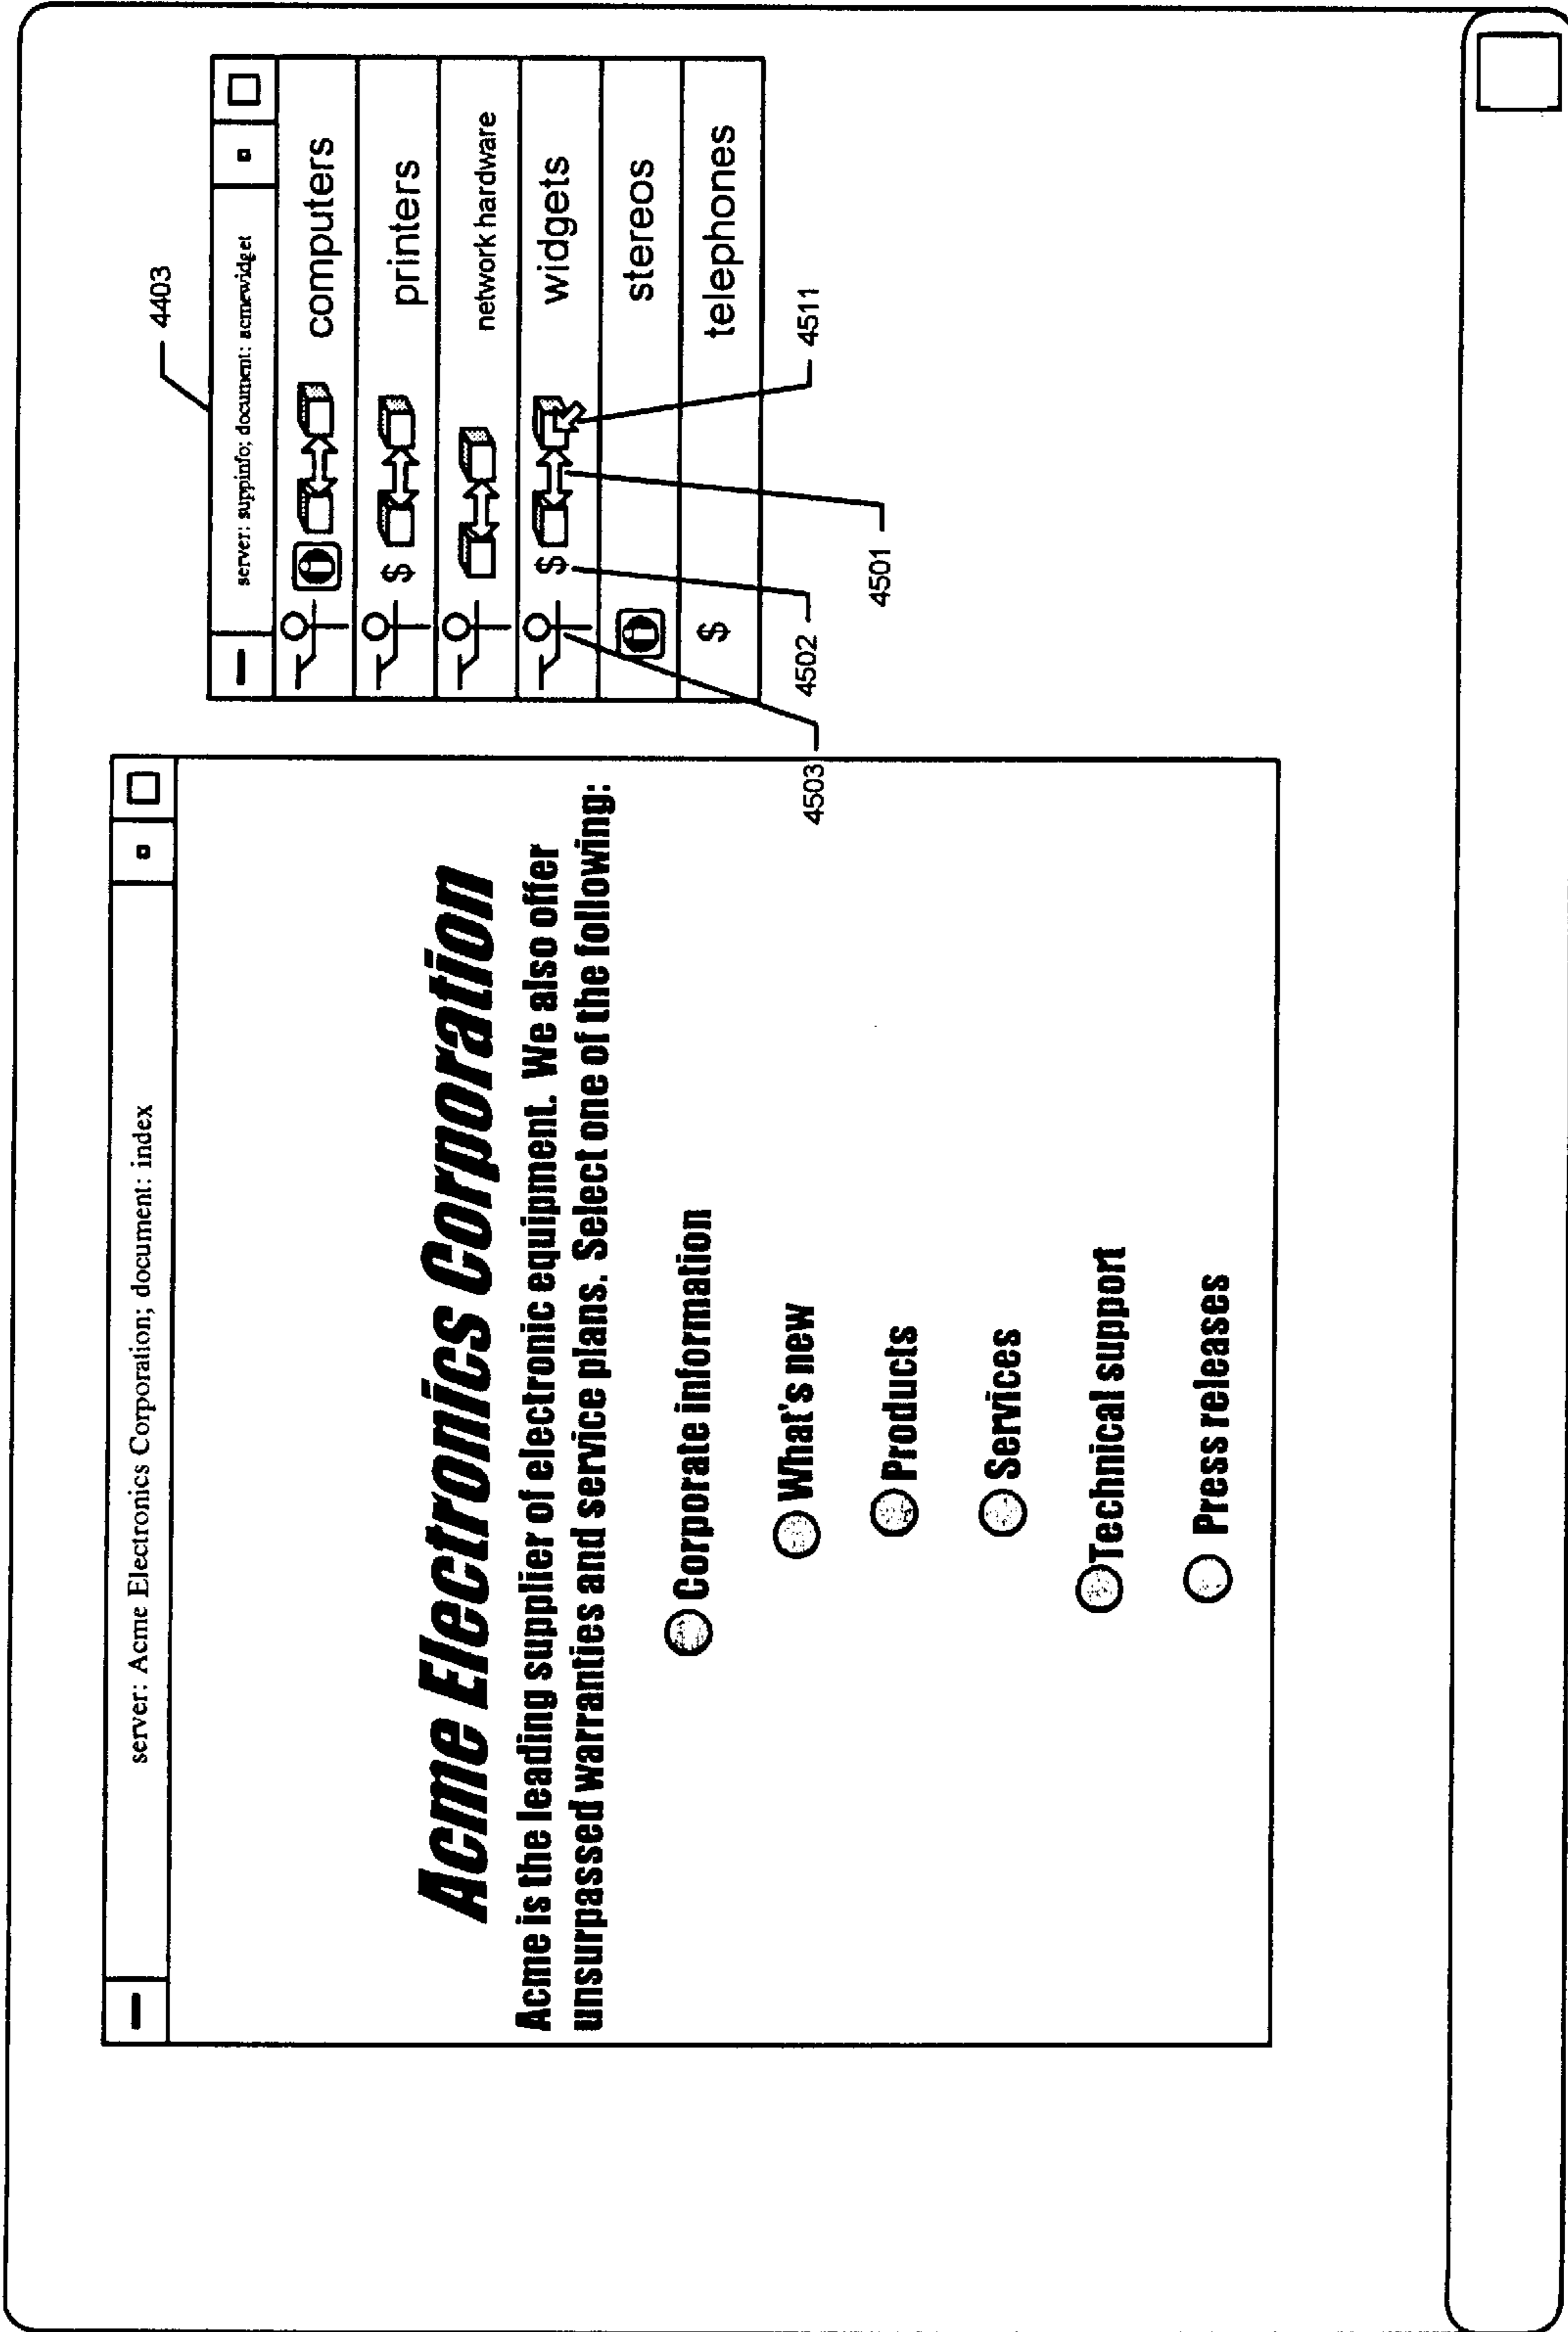 server: Acme Electronics Corporation; document: index
Acme Electronics Corporation
Acme is the leading supplier of electronic equipment. We also offer
unsurpassed warranties and service plans. Select one of the following:
Corporate information
What's new
Products
Services
Technical support
Press releases
4403
server: suppinfo; document: acmewidget
computers
$ printers
network hardware
$ widgets
stereos
$ telephones
4503
4502
4501
4511